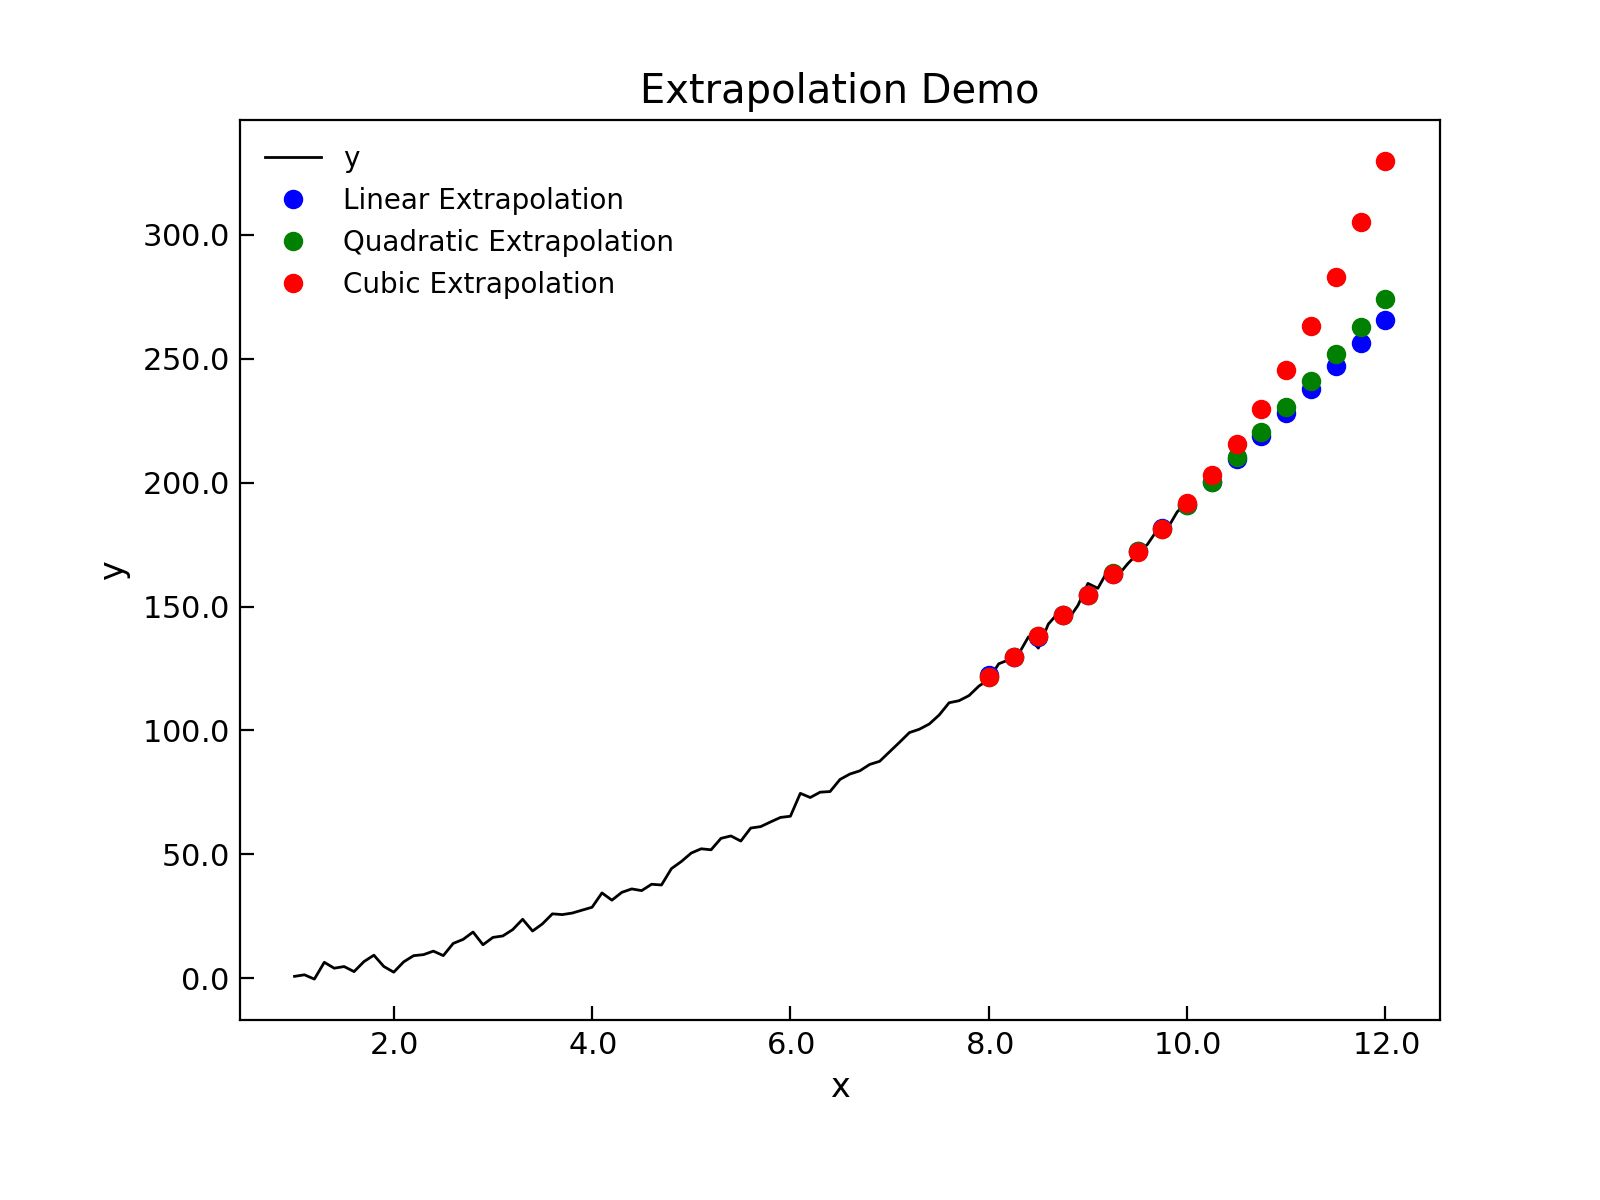 Extrapolation Demo
y
Linear Extrapolation
Quadratic Extrapolation
Cubic Extrapolation
300.0
250.0
200.0
150.0
100.0
50.0
0.0
y
2.0 4.0 6.0 8.0 10.0 12.0
x